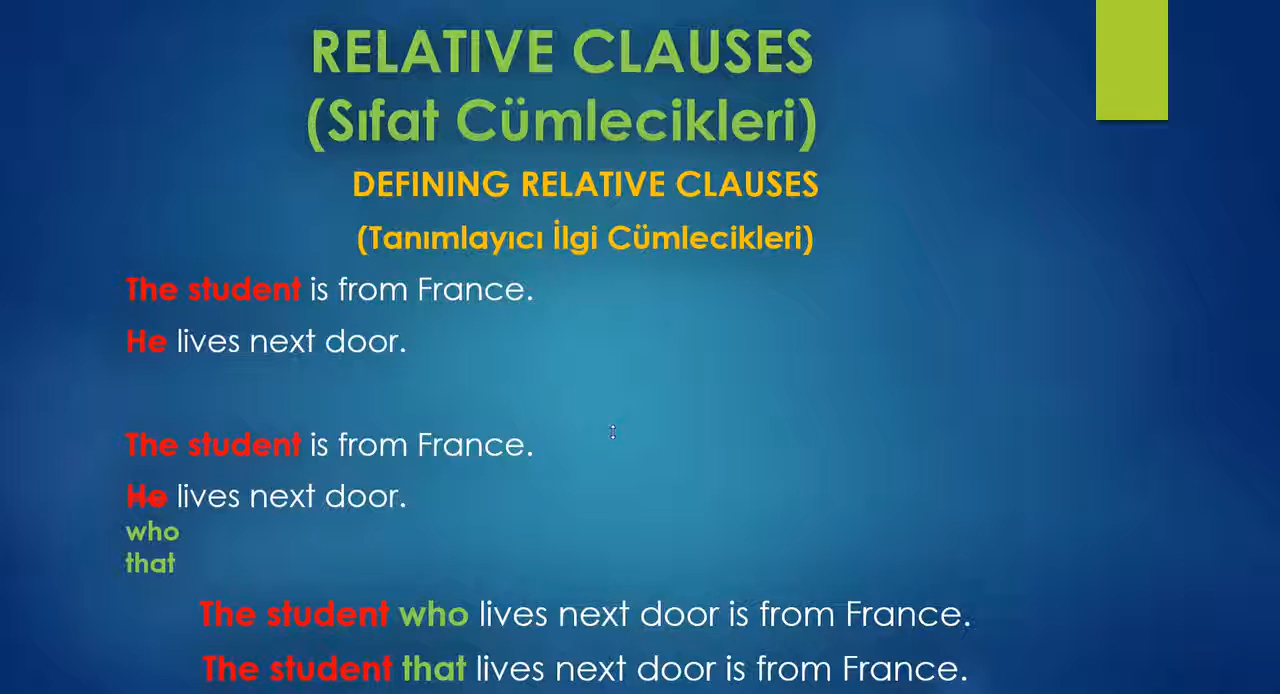 RELATIVE CLAUSES
(Sıfat Cümlecikleri)
DEFINING RELATIVE CLAUSES
(Tanımlayıcı İlgi Cümlecikleri)
The student is from France.
He lives next door.
The student is from France.
He lives next door.
who
that
The student who lives next door is from France.
The student that lives next door is from France.